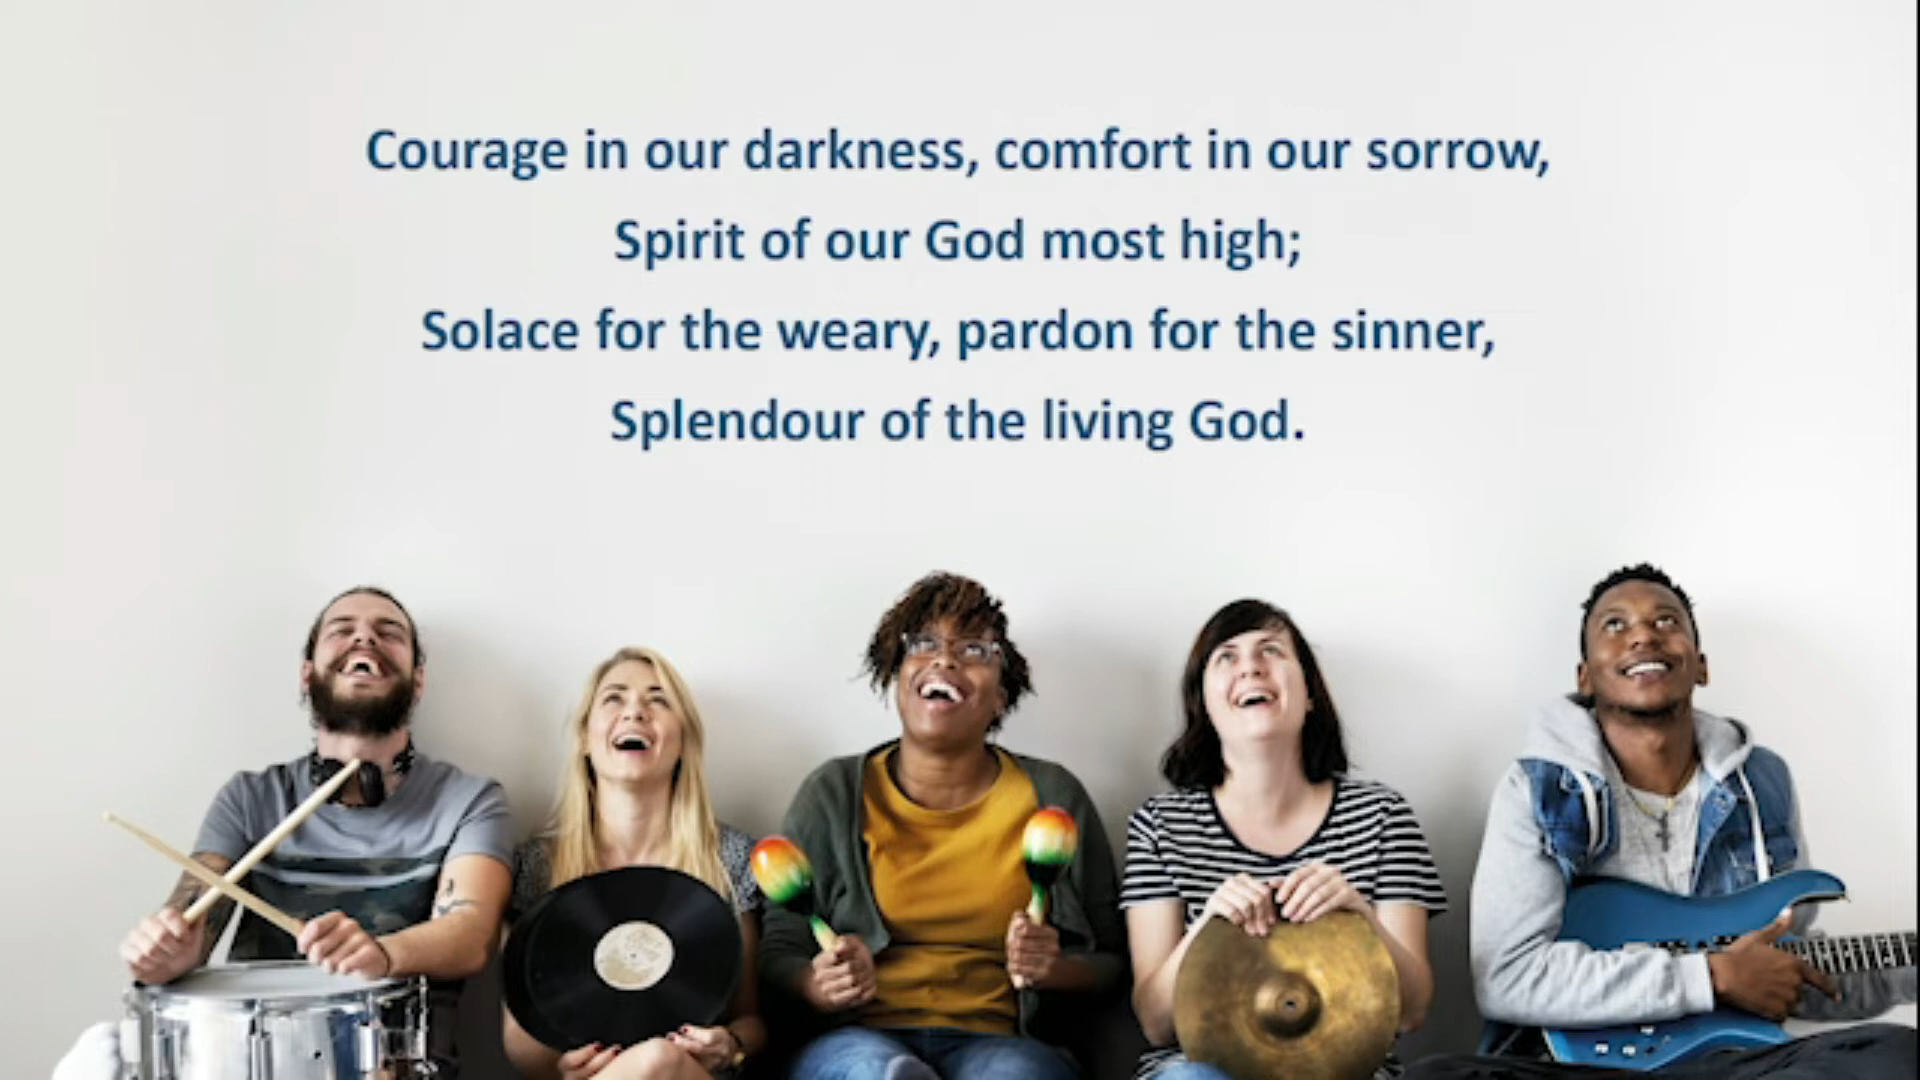 Courage in our darkness, comfort in our sorrow,
Spirit of our God most high;
Solace for the weary, pardon for the sinner,
Splendour of the living God.